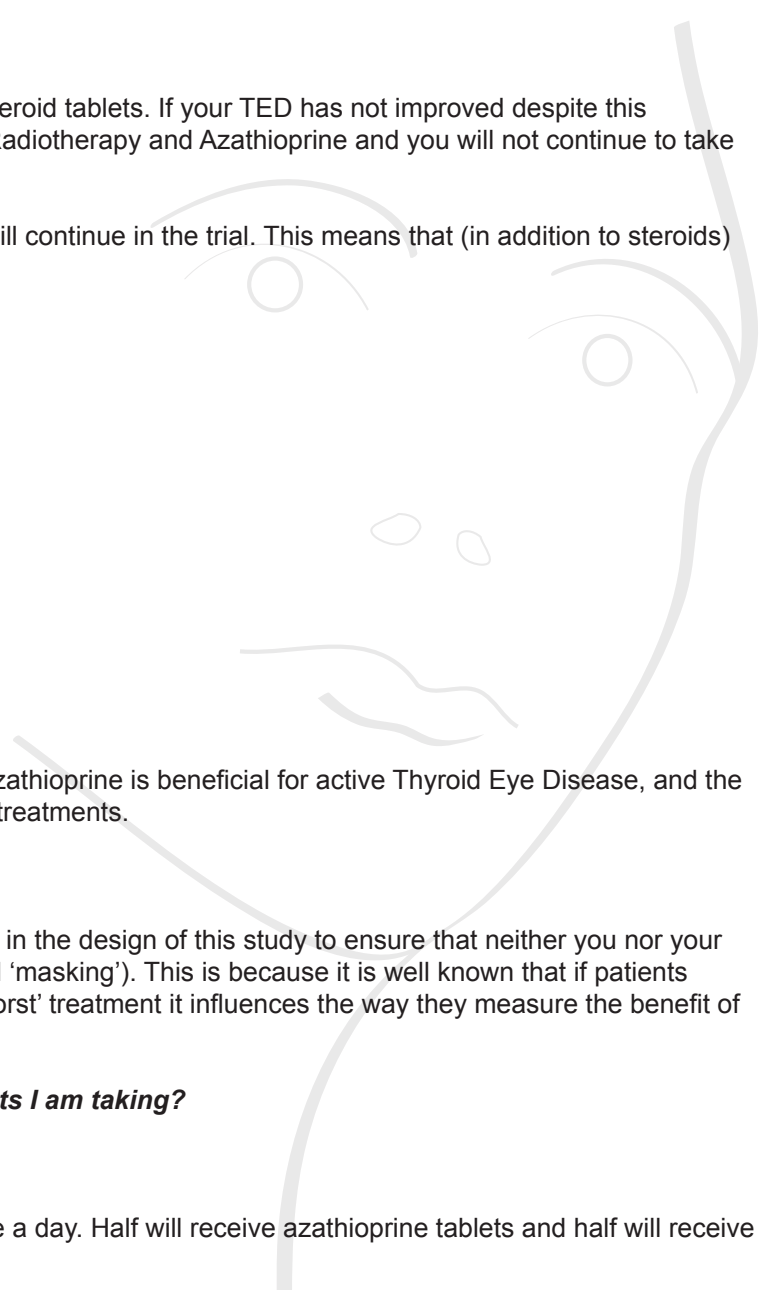 eroid tablets. If your TED has not improved despite this
adiotherapy and Azathioprine and you will not continue to take
ill continue in the trial. This means that (in addition to steroids)
zathioprine is beneficial for active Thyroid Eye Disease, and the
treatments.
in the design of this study to ensure that neither you nor your
‘masking’). This is because it is well known that if patients
orst’ treatment it influences the way they measure the benefit of
ts I am taking?
e a day. Half will receive azathioprine tablets and half will receive